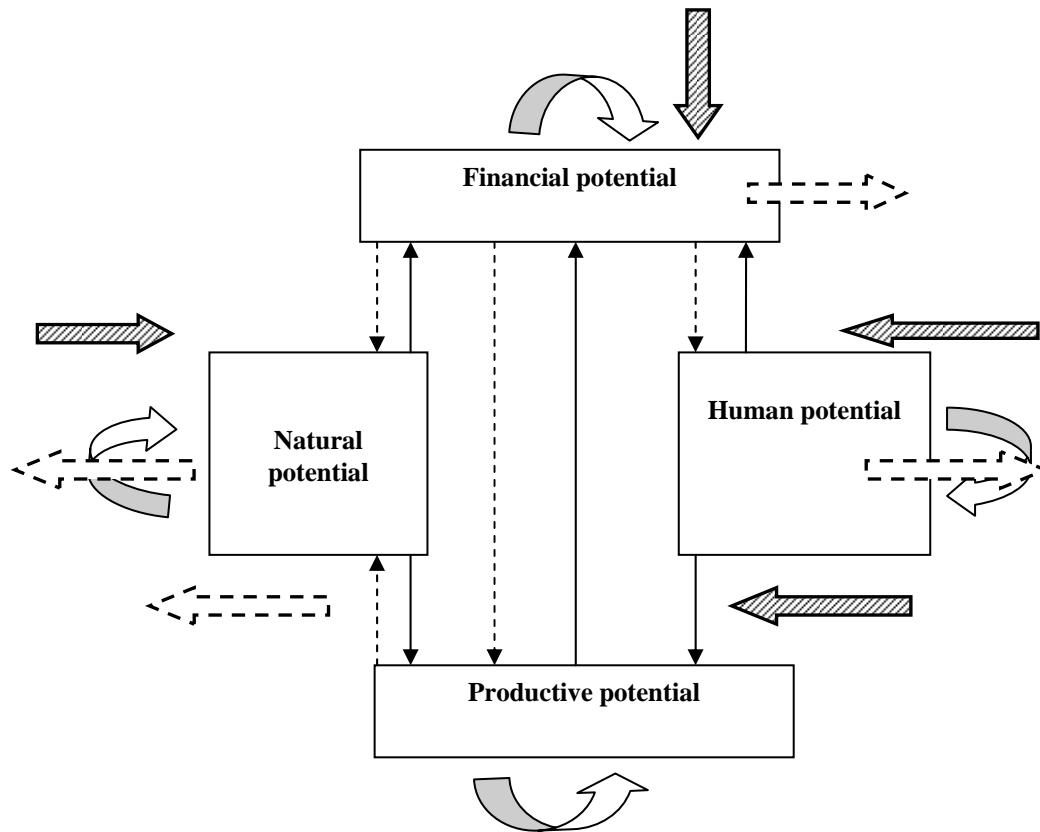 Financial potential
Human potential
Natural
potential
Productive potential